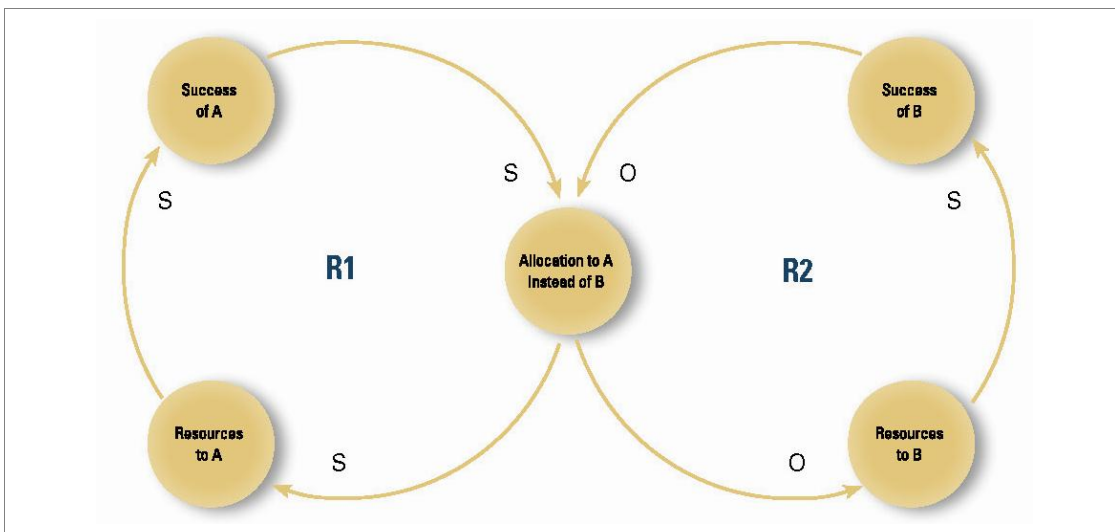 Success
of A
Success
of B
S
S
O
S
R1
Allocation to A
Instead of B
R2
Resources
to A
S
O
Resources
to B